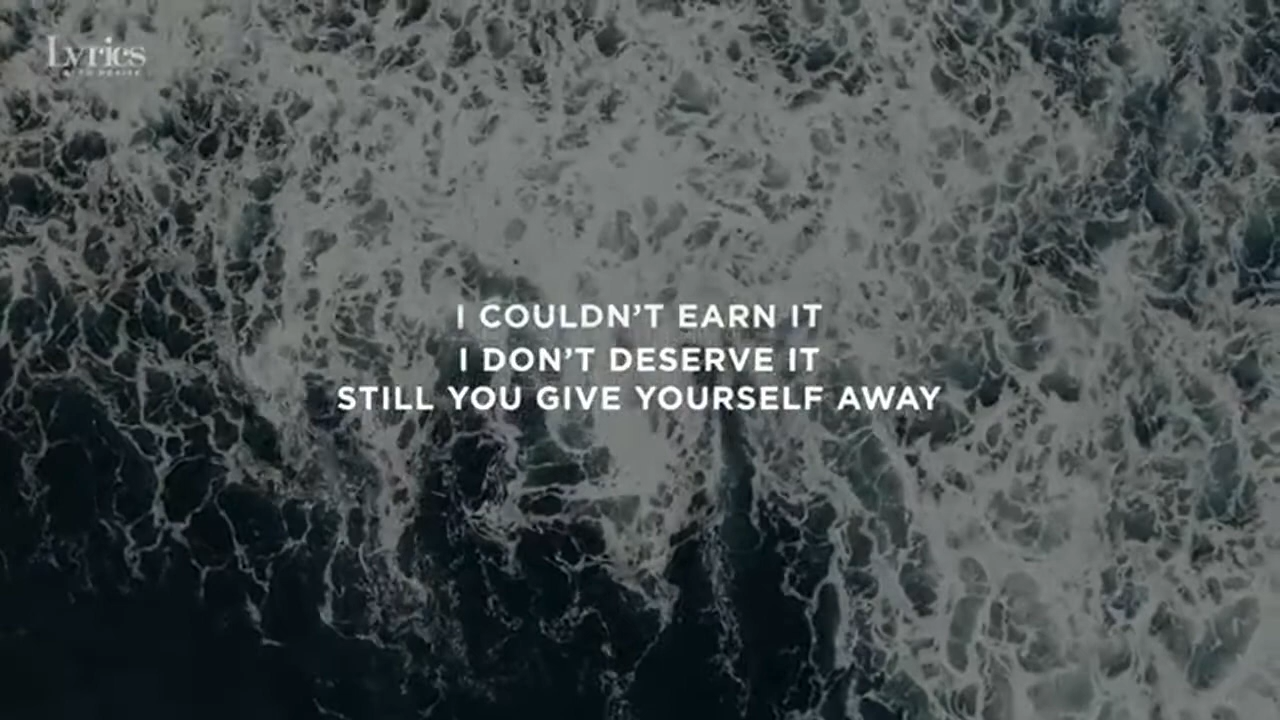 Lyrics
I COULDN'T EARN IT
I DON'T DESERVE IT
STILL YOU GIVE YOURSELF AWAY